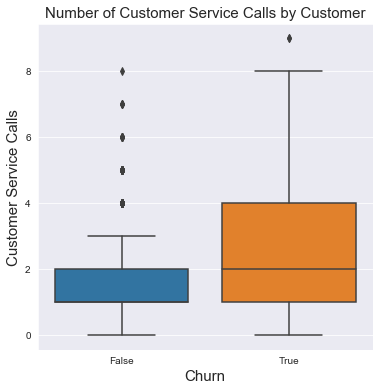 Number of Customer Service Calls by Customer
Customer Service Calls
8
6
4
2
0
False
True
Churn